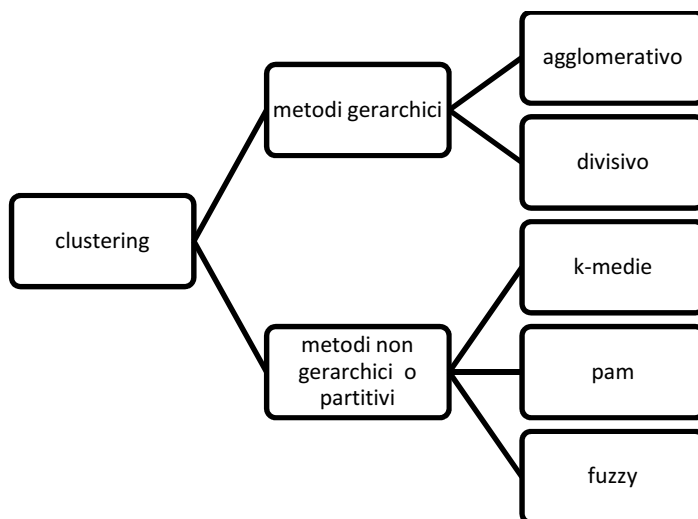 clustering
metodi gerarchici
agglomerativo
divisivo
metodi non
gerarchici o
partitivi
k-medie
pam
fuzzy